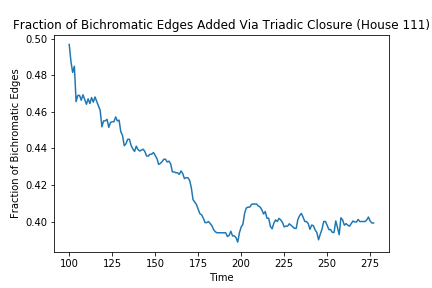 Fraction of Bichromatic Edges Added Via Triadic Closure (House 111)
Fraction of Bichromatic Edges
0.50
0.48
0.46
0.44
0.42
0.40
100 125 150 175 200 225 250 275
Time